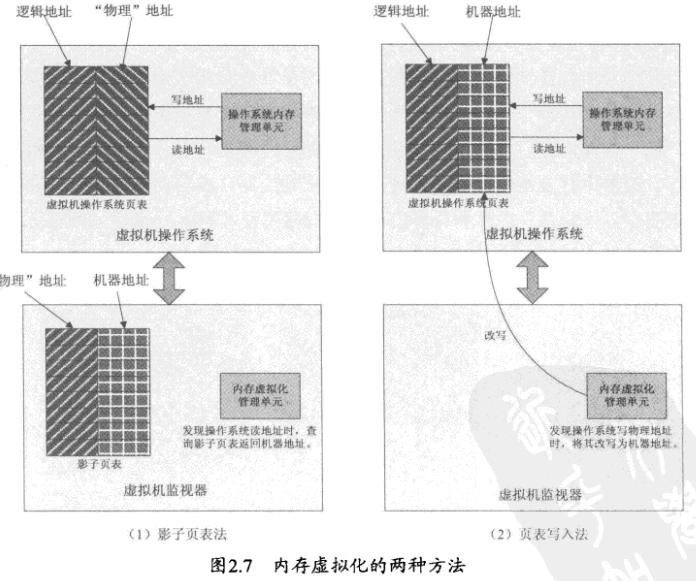 逻辑地址
“物理”地址
写地址
操作系统内存
管理单元
读地址
虚拟机操作系统页表
虚拟机操作系统
物理”地址
机器地址
内存虚拟化
管理单元
发现操作系统读地址时，查
询影子页表返回机器地址。
影子页表
虚拟机监视器
（1）影子页表法
逻辑地址
机器地址
写地址
操作系统内存
管理单元
读地址
虚拟机操作系统页表
虚拟机操作系统
改写
内存虚拟化
管理单元
发现操作系统写物理地址
时，将其改写为机器地址。
虚拟机监视器
（2）页表写入法
图2.7 内存虚拟化的两种方法